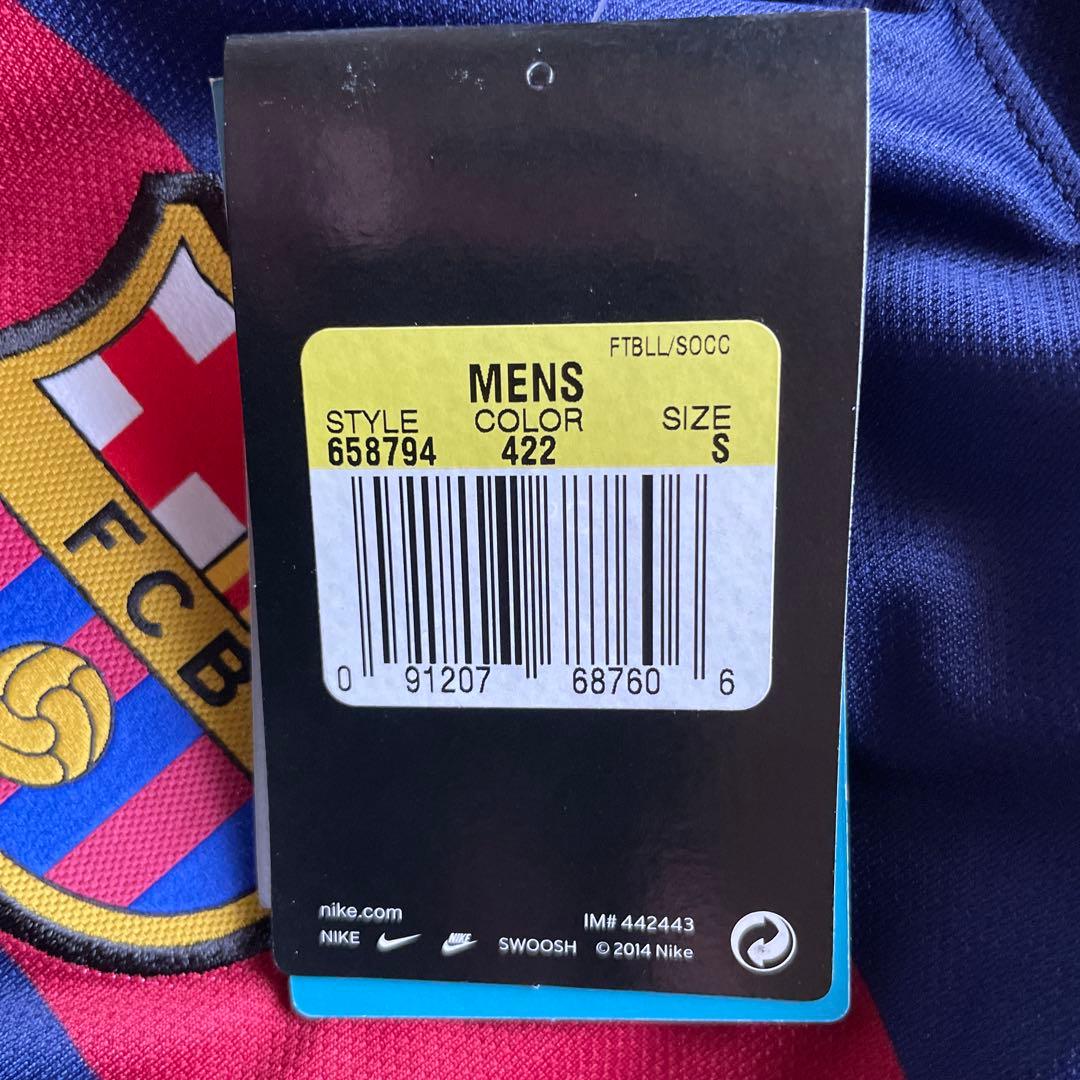 FTBLL/SOCC
MENS
STYLE COLOR SIZE
658794 422 S
0 91207 68760 6
FCB
nike.com IM# 442443
NIKE NIKE SWOOSH © 2014 Nike